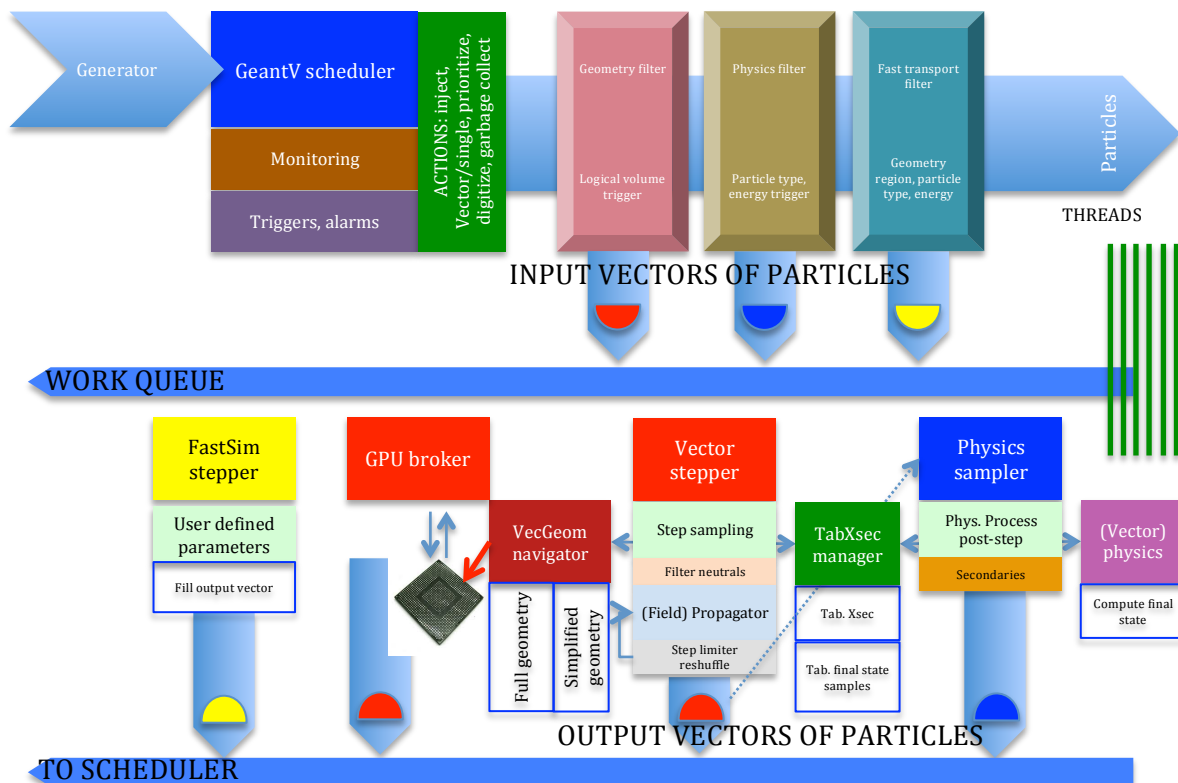 Generator
GeantV scheduler
Monitoring
Triggers, alarms
ACTIONS: inject,
Vector/single, prioritize,
digitize, garbage collect
Geometry filter
Logical volume
trigger
Physics filter
Particle type,
energy trigger
Fast transport
filter
Geometry
region, particle
type, energy
Particles
THREADS
INPUT VECTORS OF PARTICLES
WORK QUEUE
FastSim
stepper
User defined
parameters
Fill output vector
GPU broker
VecGeom
navigator
Full geometry
Simplified
geometry
Vector
stepper
Step sampling
Filter neutrals
(Field) Propagator
Step limiter
reshuffle
TabXsec
manager
Tab. Xsec
Tab. final state
samples
Physics
sampler
Phys. Process
post-step
Secondaries
(Vector)
physics
Compute final
state
OUTPUT VECTORS OF PARTICLES
TO SCHEDULER